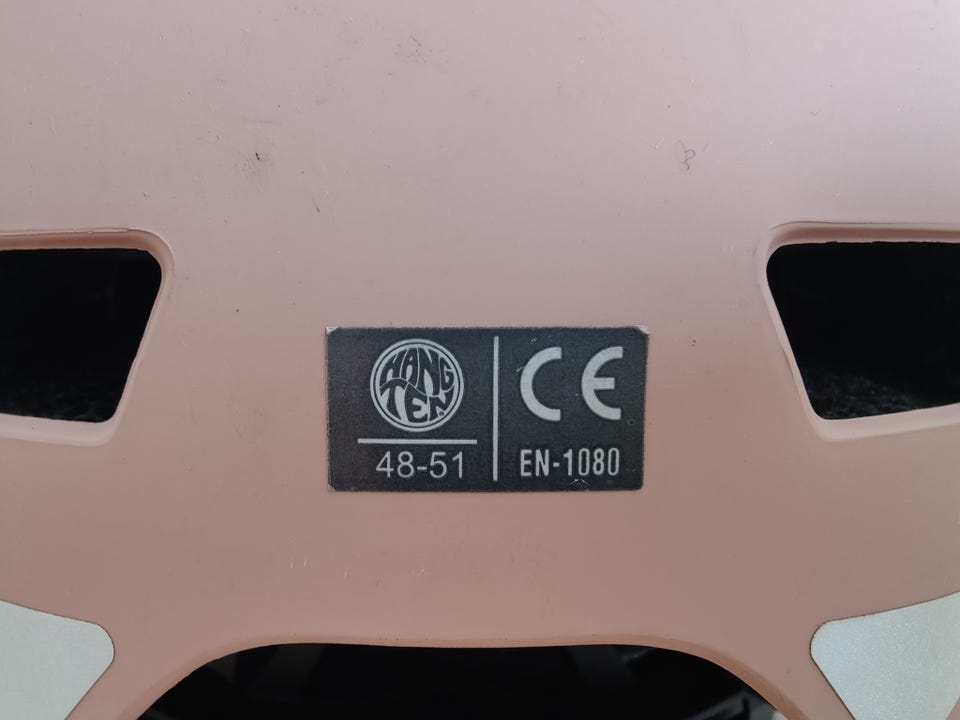 HANG
TEN
48-51
CE
EN-1080